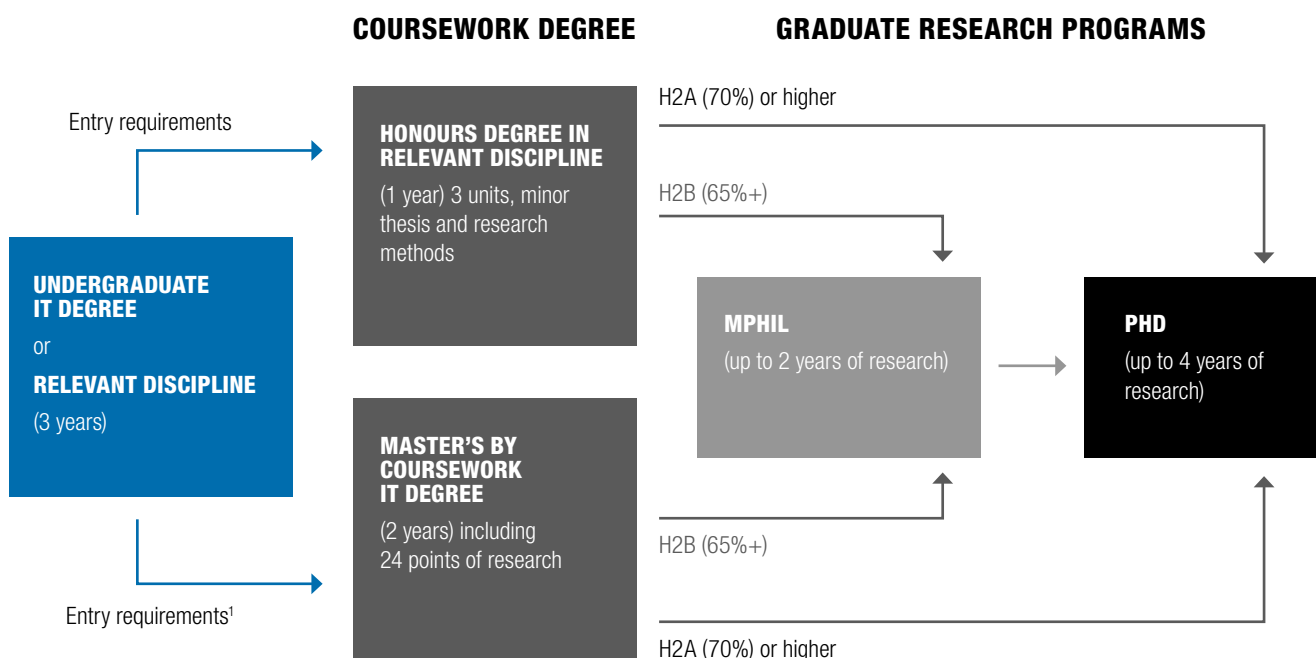 COURSEWORK DEGREE
GRADUATE RESEARCH PROGRAMS
Entry requirements
UNDERGRADUATE
IT DEGREE
or
RELEVANT DISCIPLINE
(3 years)
Entry requirements¹
HONOURS DEGREE IN
RELEVANT DISCIPLINE
(1 year) 3 units, minor
thesis and research
methods
MASTER'S BY
COURSEWORK
IT DEGREE
(2 years) including
24 points of research
H2A (70%) or higher
H2B (65%+)
MPHIL
(up to 2 years of research)
PHD
(up to 4 years of
research)
H2B (65%+)
H2A (70%) or higher